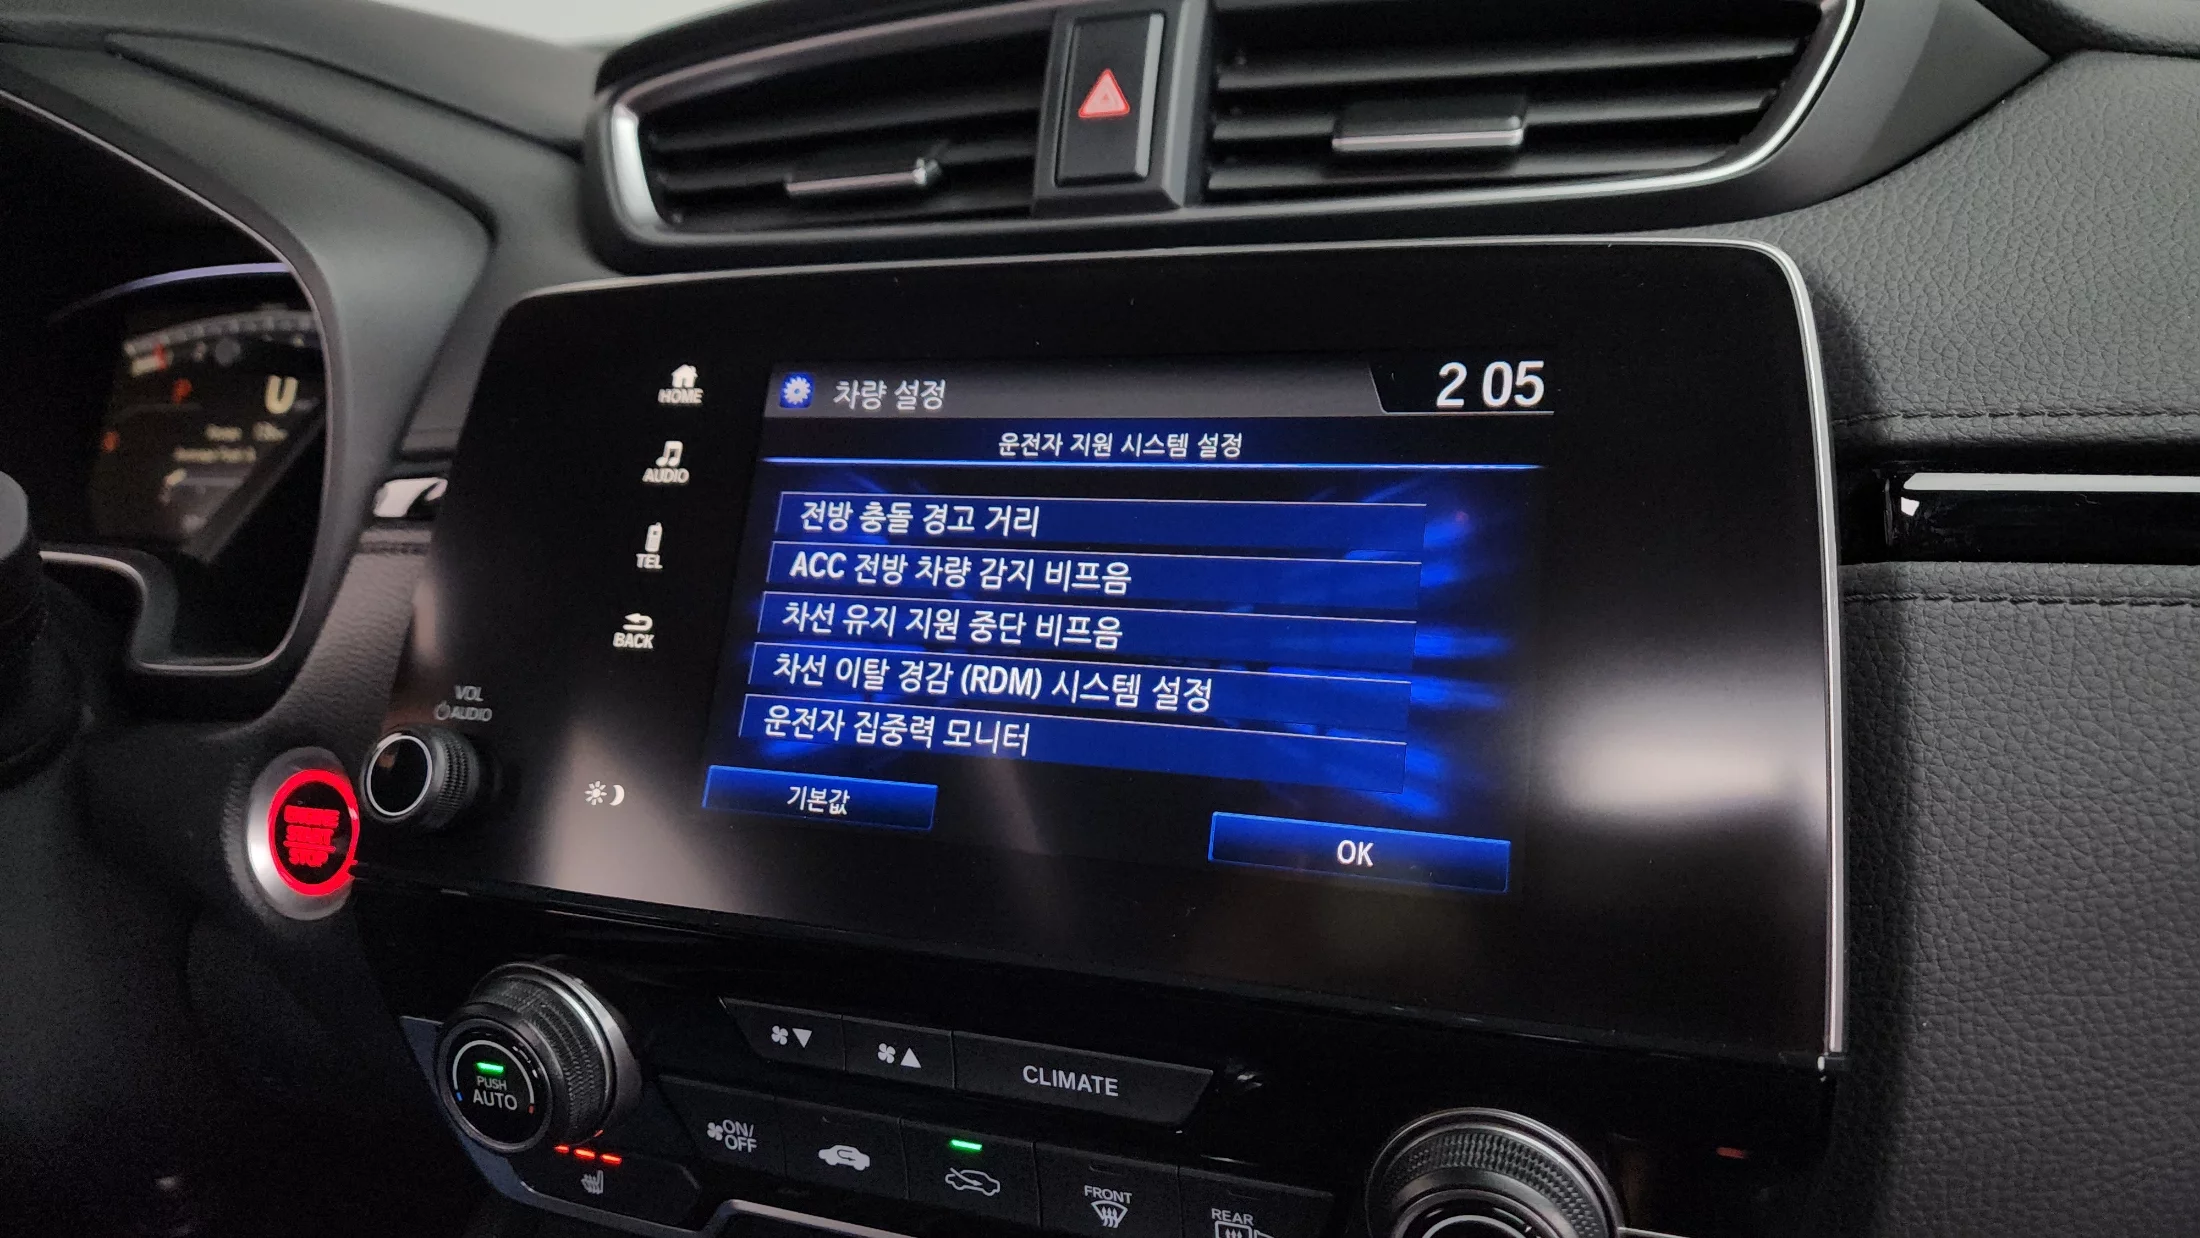 HOME
차량 설정
2 05
운전자 지원 시스템 설정
AUDIO
전방 충돌 경고 거리
ACC 전방 차량 감지 비프음
TEL
차선 유지 지원 중단 비프음
BACK
차선 이탈 경감 (RDM) 시스템 설정
운전자 집중력 모니터
VOL
AUDIO
기본값
OK
STOP
PUSH
AUTO
CLIMATE
ON/
OFF
FRONT
REAR